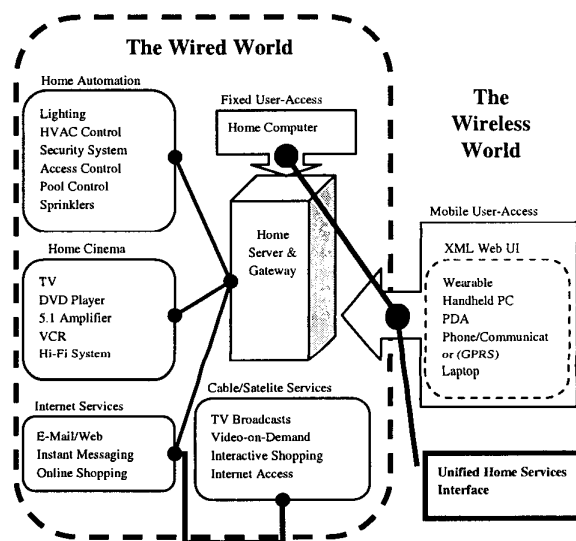 The Wired World
Home Automation
Lighting
HVAC Control
Security System
Access Control
Pool Control
Sprinklers
Fixed User-Access
Home Computer
The
Wireless
World
Home
Server &
Gateway
Mobile User-Access
XML Web UI
Wearable
Handheld PC
PDA
Phone/Communicat
or (GPRS)
Laptop
Home Cinema
TV
DVD Player
5.1 Amplifier
VCR
Hi-Fi System
Internet Services
E-Mail/Web
Instant Messaging
Online Shopping
Cable/Satelite Services
TV Broadcasts
Video-on-Demand
Interactive Shopping
Internet Access
Unified Home Services
Interface